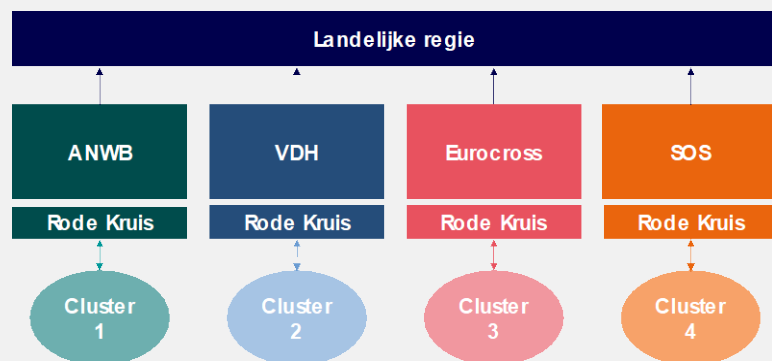 Landelijke regie
ANWB VDH Eurocross SOS
Rode Kruis Rode Kruis Rode Kruis Rode Kruis
Cluster Cluster Cluster Cluster
1 2 3 4